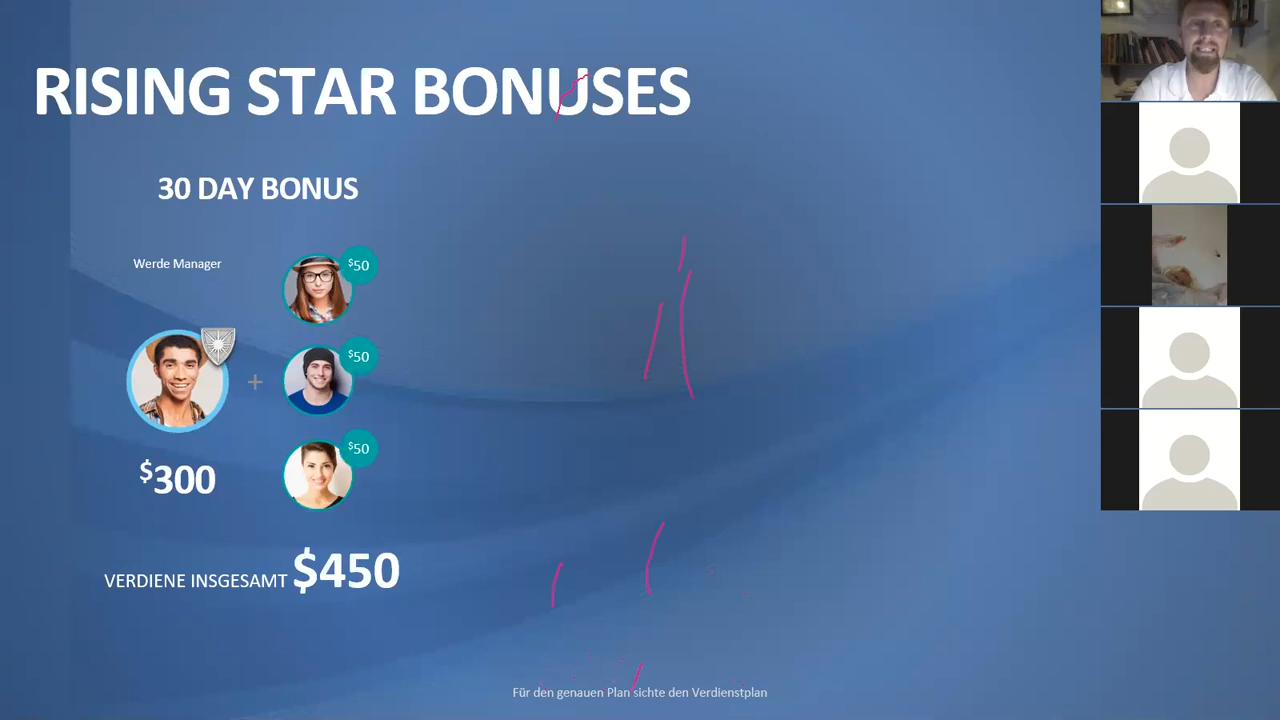 RISING STAR BONUSES
30 DAY BONUS
Werde Manager
$50
$50
$50
+
$300
VERDIENE INSGESAMT $450
Für den genauen Plan sichte den Verdienstplan